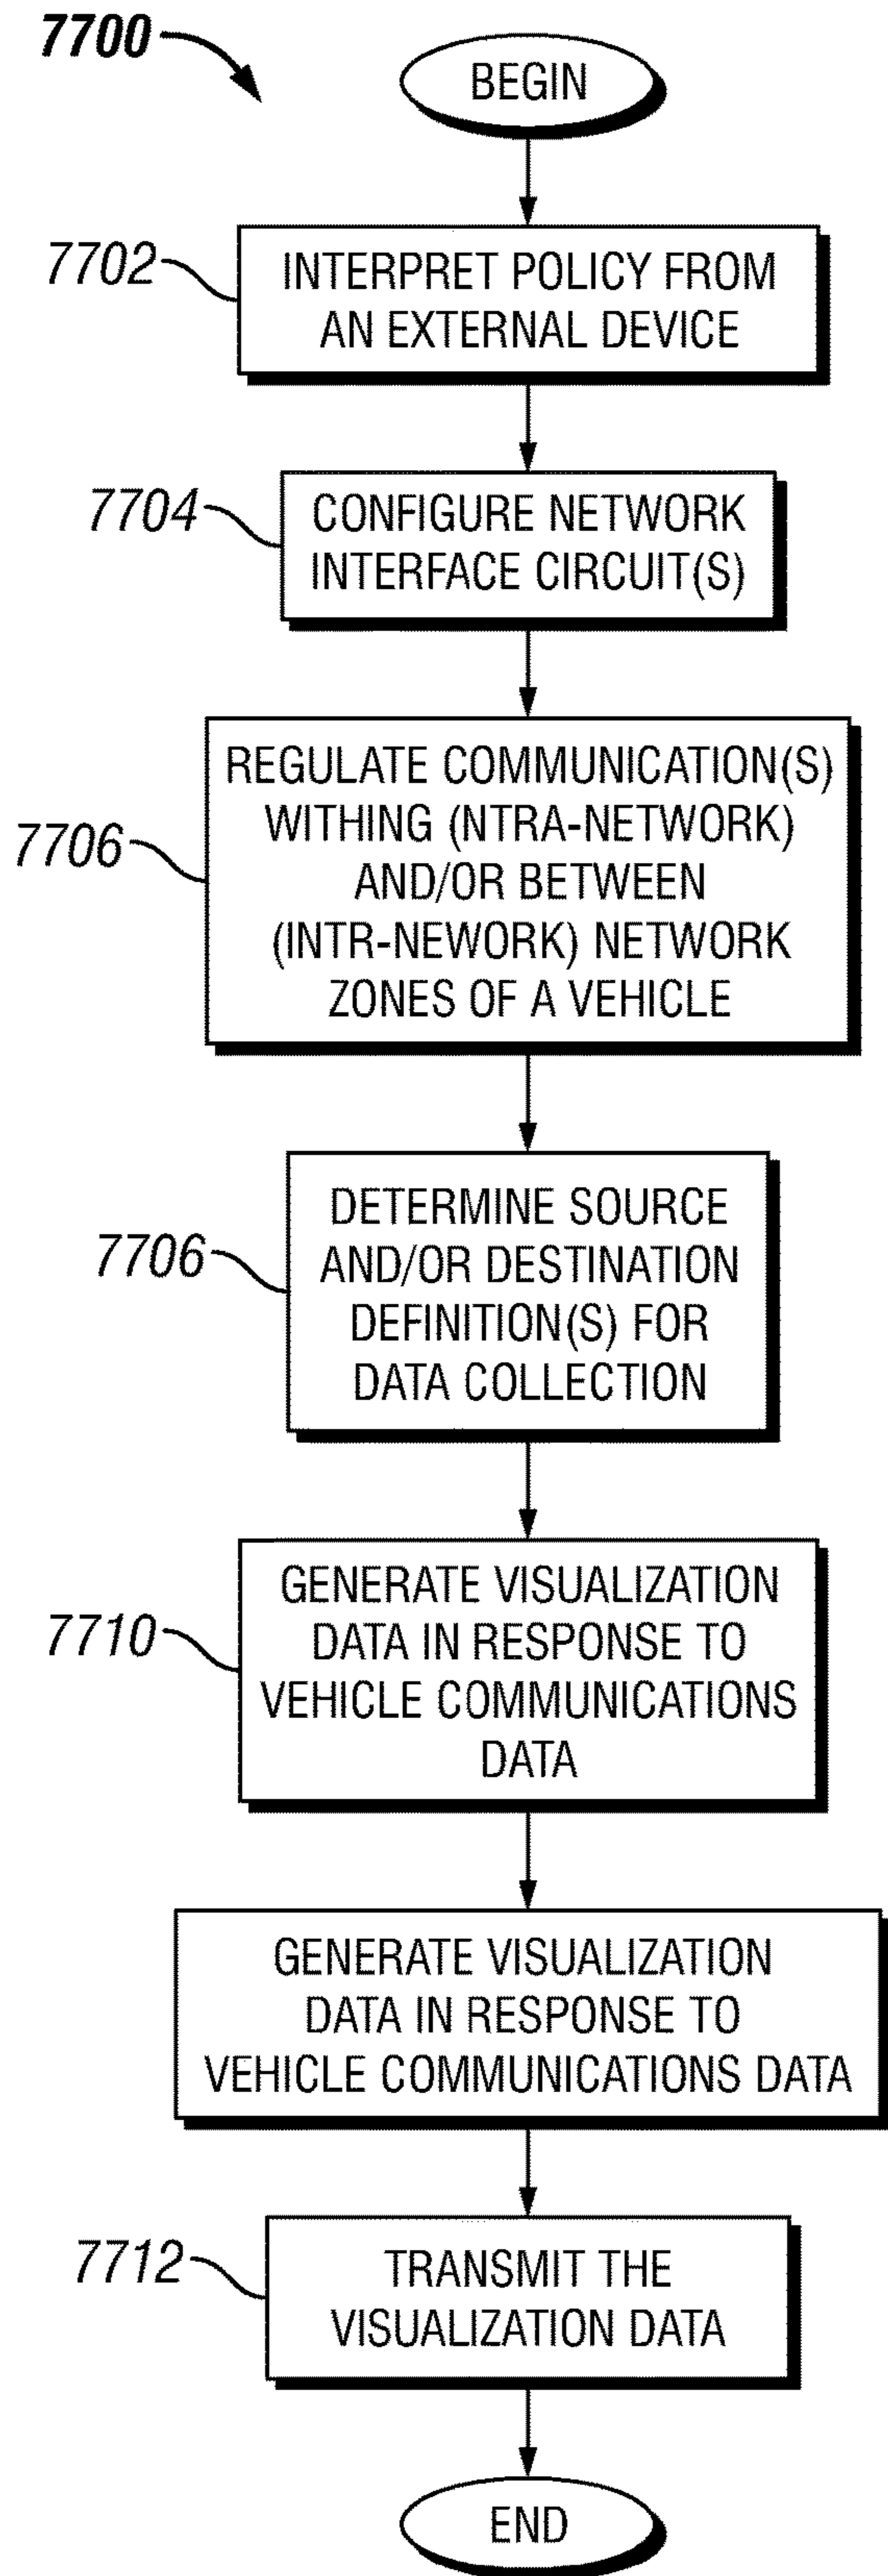 7700
BEGIN
7702
INTERPRET POLICY FROM
AN EXTERNAL DEVICE
7704
CONFIGURE NETWORK
INTERFACE CIRCUIT(S)
7706
REGULATE COMMUNICATION(S)
WITHING (NTRA-NETWORK)
AND/OR BETWEEN
(INTR-NEWORK) NETWORK
ZONES OF A VEHICLE
7706
DETERMINE SOURCE
AND/OR DESTINATION
DEFINITION(S) FOR
DATA COLLECTION
7710
GENERATE VISUALIZATION
DATA IN RESPONSE TO
VEHICLE COMMUNICATIONS
DATA
GENERATE VISUALIZATION
DATA IN RESPONSE TO
VEHICLE COMMUNICATIONS DATA
7712
TRANSMIT THE
VISUALIZATION DATA
END